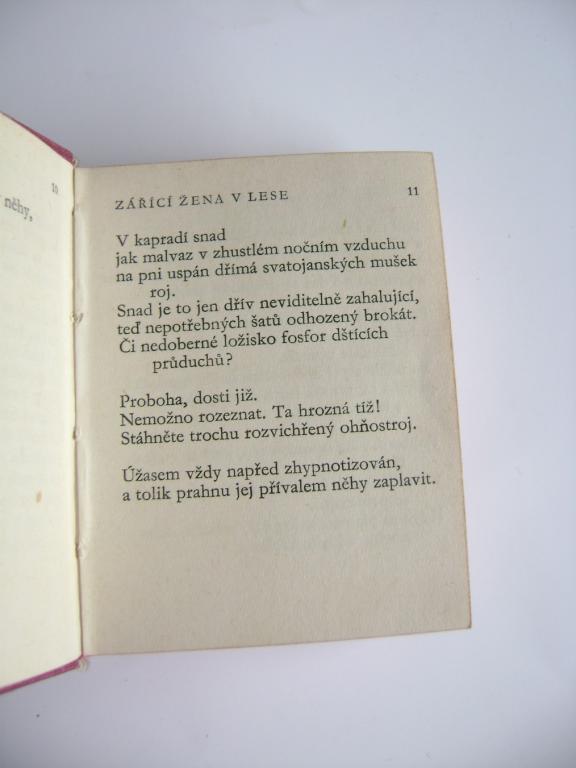 10
něhy,
ZÁŘÍCÍ ŽENA V LESE 11
V kapradí snad
jak malvaz v zhustlém nočním vzduchu
na pni uspán dřímá svatojanských mušek
roj.
Snad je to jen dřív neviditelně zahalující,
teď nepotřebných šatů odhozený brokát.
Či nedoberné ložisko fosfor dštících
průduchů?
Proboha, dosti již.
Nemožno rozeznat. Ta hrozná tíž!
Stáhněte trochu rozvichřený ohňostroj.
Úžasem vždy napřed zhypnotizován,
a tolik prahnu jej přívalem něhy zaplavit.